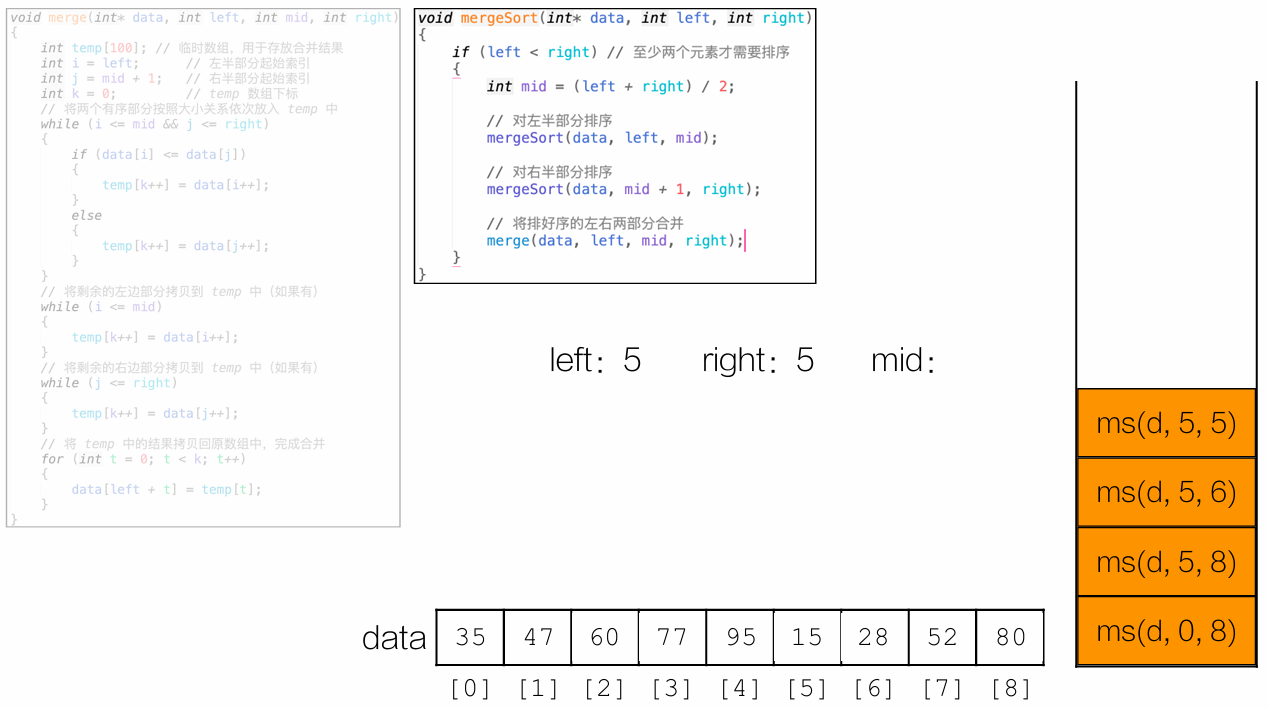 void merge(int* data, int left, int mid, int right)
{
    int temp[100]; // 临时数组，用于存放合并结果
    int i = left;      // 左半部分起始索引
    int j = mid + 1;   // 右半部分起始索引
    int k = 0;         // temp 数组下标
    // 将两个有序部分按照大小关系依次放入 temp 中
    while (i <= mid && j <= right)
    {
        if (data[i] <= data[j])
        {
            temp[k++] = data[i++];
        }
        else
        {
            temp[k++] = data[j++];
        }
    }
    // 将剩余的左边部分拷贝到 temp 中（如果有）
    while (i <= mid)
    {
        temp[k++] = data[i++];
    }
    // 将剩余的右边部分拷贝到 temp 中（如果有）
    while (j <= right)
    {
        temp[k++] = data[j++];
    }
    // 将 temp 中的结果拷贝回原数组中，完成合并
    for (int t = 0; t < k; t++)
    {
        data[left + t] = temp[t];
    }
}
void mergeSort(int* data, int left, int right)
{
    if (left < right) // 至少两个元素才需要排序
    {
        int mid = (left + right) / 2;
        // 对左半部分排序
        mergeSort(data, left, mid);
        // 对右半部分排序
        mergeSort(data, mid + 1, right);
        // 将排好序的左右两部分合并
        merge(data, left, mid, right);
    }
}
left: 5 right: 5 mid:
ms(d, 5, 5)
ms(d, 5, 6)
ms(d, 5, 8)
ms(d, 0, 8)
data 35 47 60 77 95 15 28 52 80
[0] [1] [2] [3] [4] [5] [6] [7] [8]